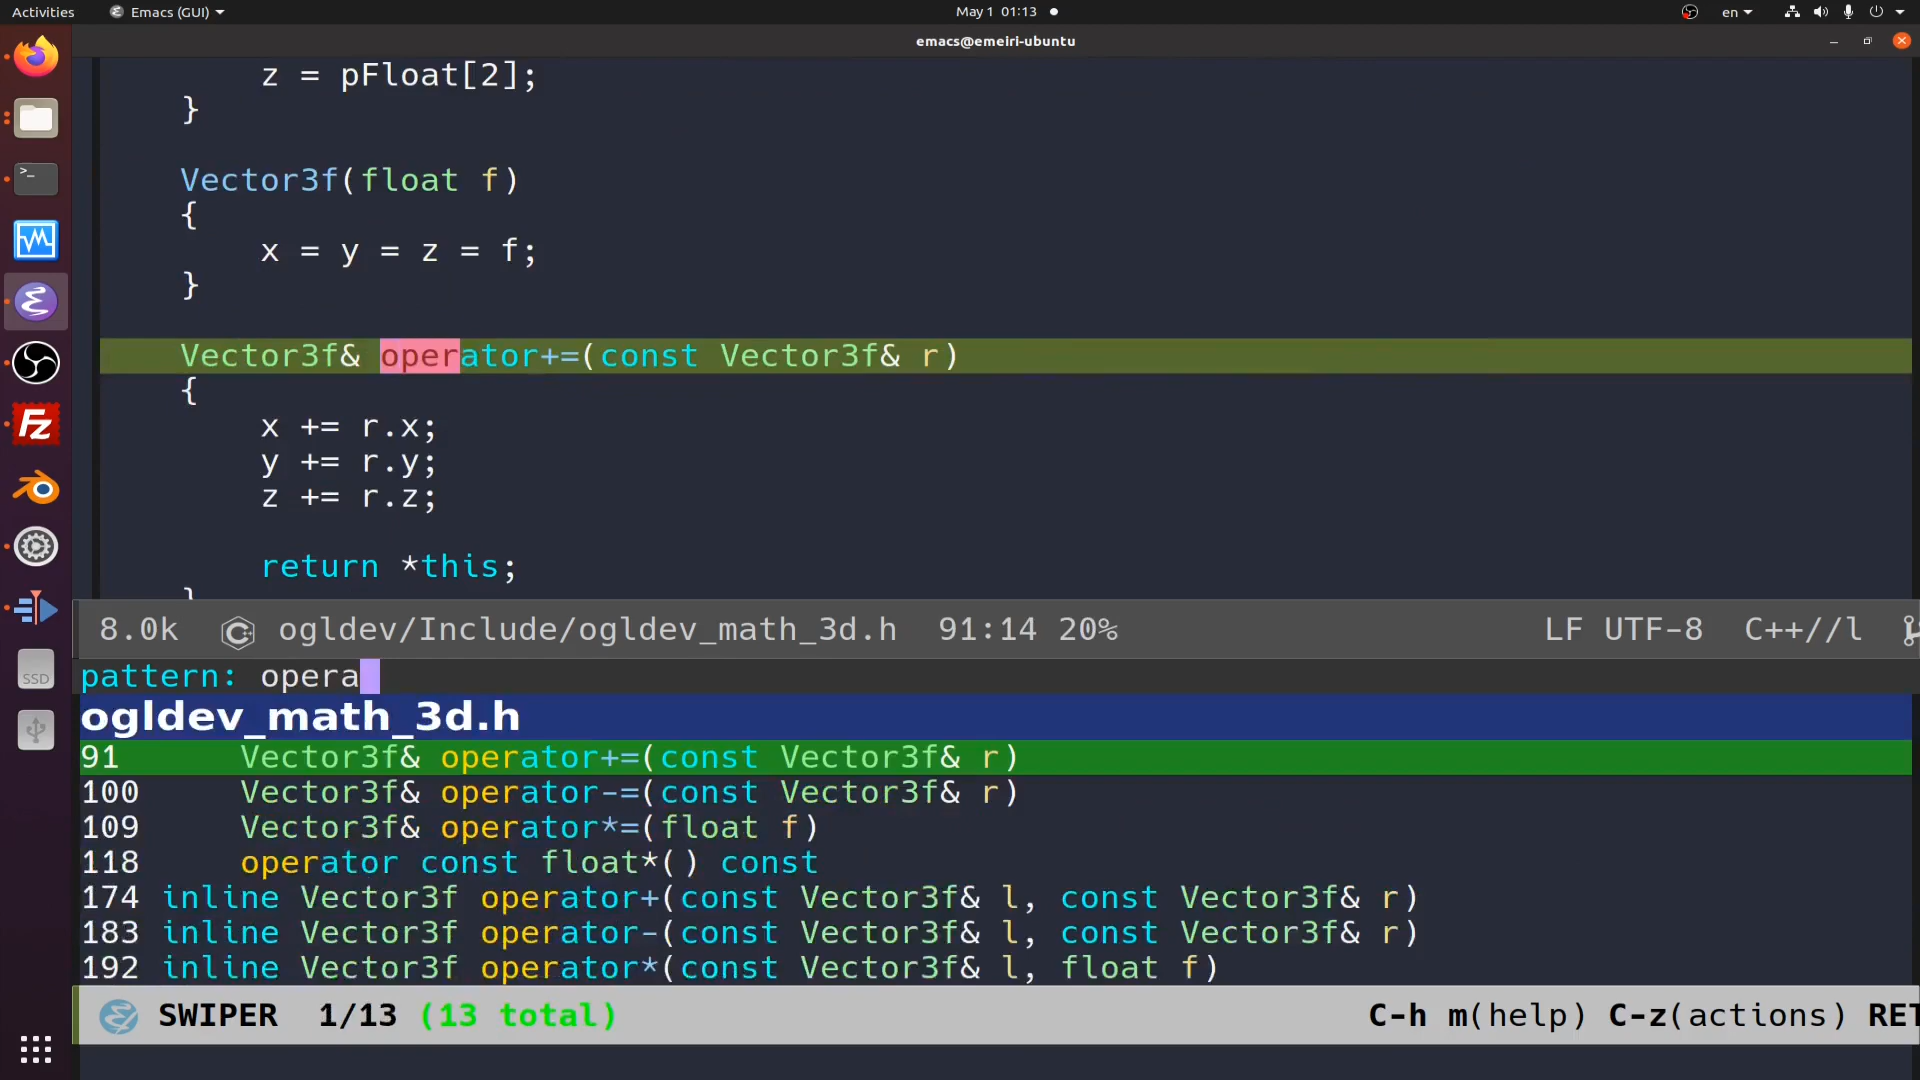 Activities
Emacs (GUI)
May 1 01:13
en
emacs@emeiri-ubuntu
z = pFloat[2];
}
Vector3f(float f)
{
x = y = z = f;
}
Vector3f& operator+=(const Vector3f& r)
{
x += r.x;
y += r.y;
z += r.z;
return *this;
}
8.0k ogldev/Include/ogldev_math_3d.h 91:14 20% LF UTF-8 C++//l
pattern: opera
ogldev_math_3d.h
91 Vector3f& operator+=(const Vector3f& r)
100 Vector3f& operator-=(const Vector3f& r)
109 Vector3f& operator*=(float f)
118 operator const float*() const
174 inline Vector3f operator+(const Vector3f& l, const Vector3f& r)
183 inline Vector3f operator-(const Vector3f& l, const Vector3f& r)
192 inline Vector3f operator*(const Vector3f& l, float f)
SWIPER 1/13 (13 total) C-h m(help) C-z(actions) RET
Fz
SSD